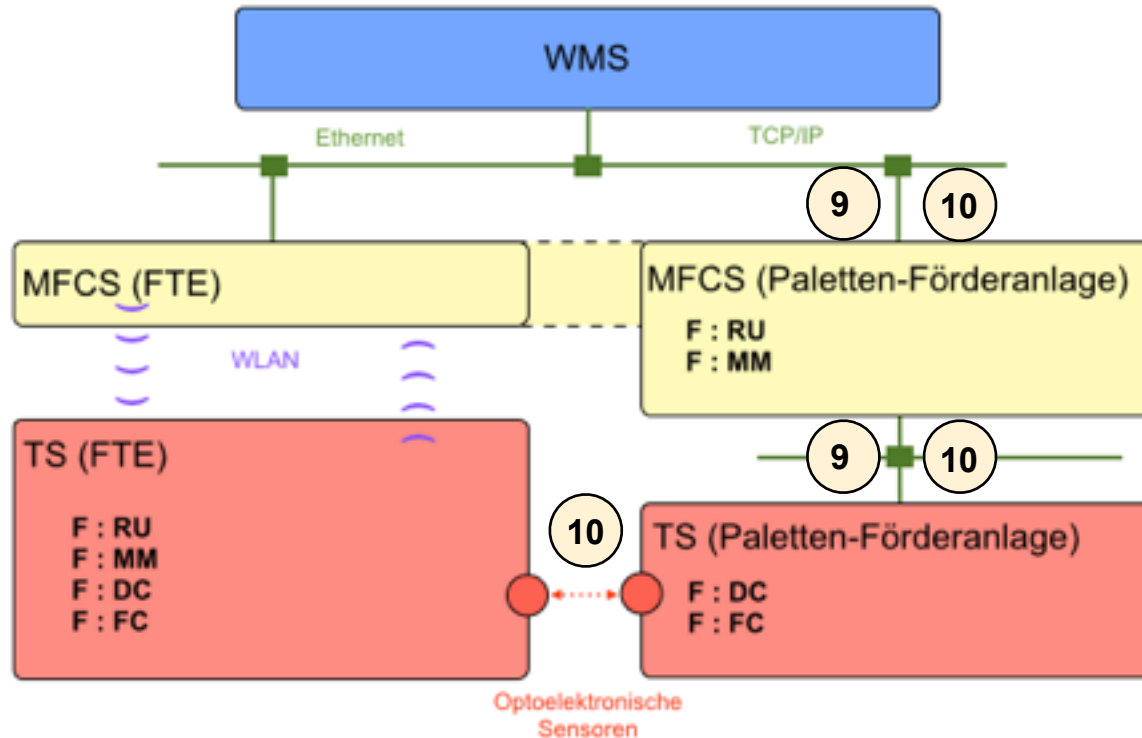 WMS
Ethernet
TCP/IP
9
10
MFCS (FTE)
MFCS (Paletten-Förderanlage)
F : RU
F : MM
WLAN
9
10
TS (FTE)
F : RU
F : MM
F : DC
F : FC
10
TS (Paletten-Förderanlage)
F : DC
F : FC
Optoelektronische
Sensoren